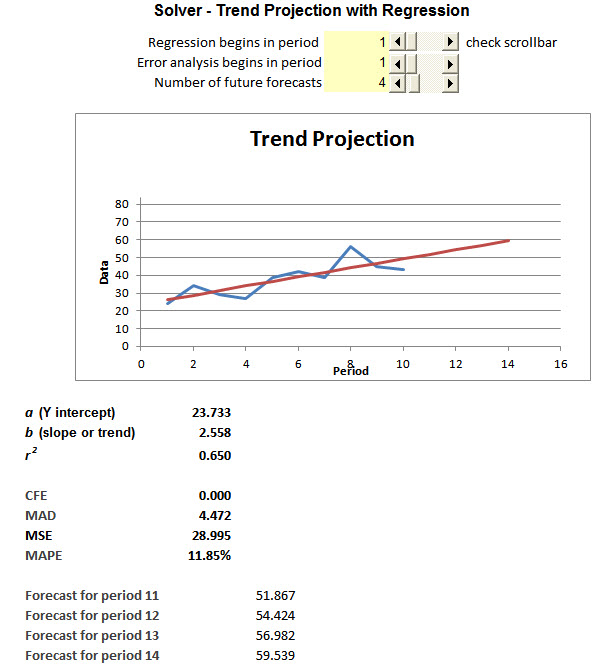 Solver - Trend Projection with Regression
Regression begins in period 1 check scrollbar
Error analysis begins in period 1
Number of future forecasts 4
Trend Projection
80
70
60
50
40
30
20
10
0
Data
0 2 4 6 8 10 12 14 16
Period
a (Y intercept) 23.733
b (slope or trend) 2.558
r² 0.650
CFE 0.000
MAD 4.472
MSE 28.995
MAPE 11.85%
Forecast for period 11 51.867
Forecast for period 12 54.424
Forecast for period 13 56.982
Forecast for period 14 59.539